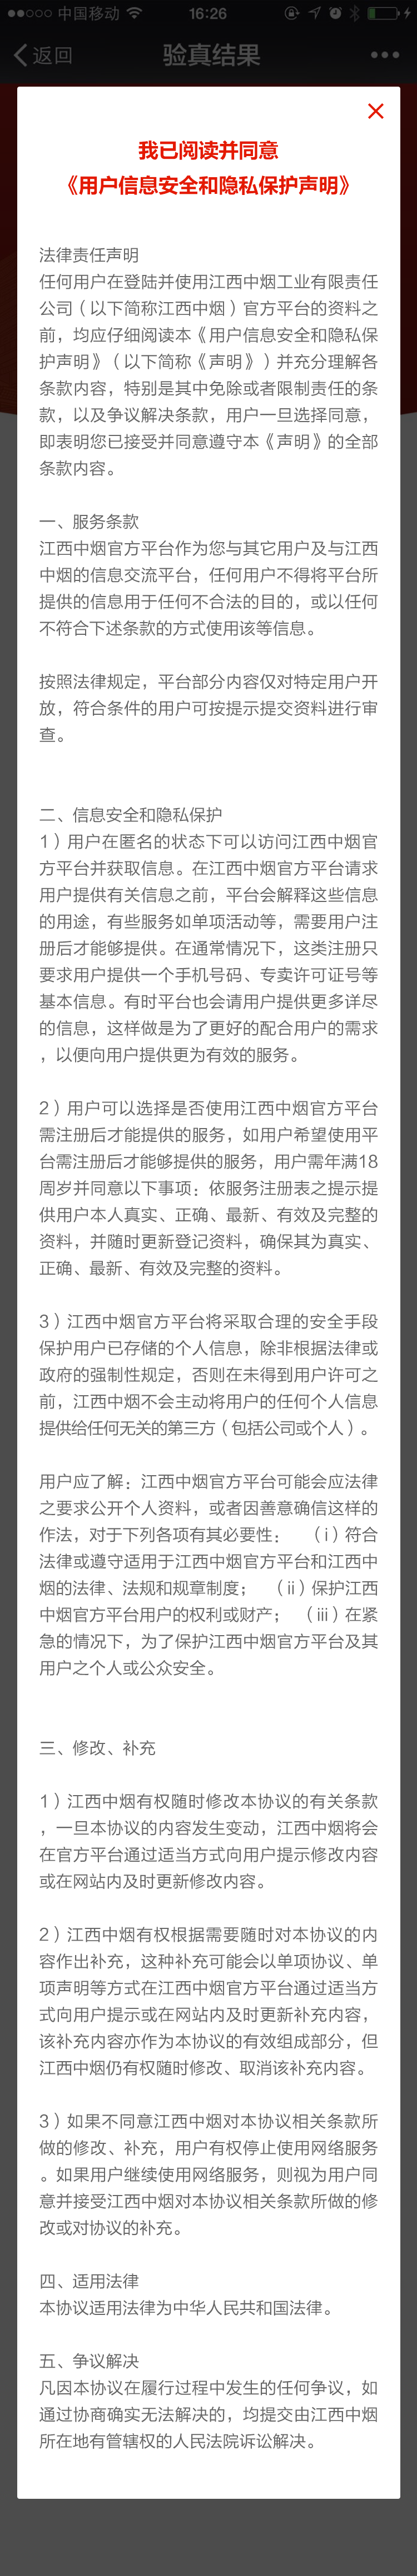 中国移动 16:26
返回 验真结果
我已阅读并同意
《用户信息安全和隐私保护声明》
法律责任声明
任何用户在登陆并使用江西中烟工业有限责任
公司（以下简称江西中烟）官方平台的资料之
前，均应仔细阅读本《用户信息安全和隐私保
护声明》（以下简称《声明》）并充分理解各
条款内容，特别是其中免除或者限制责任的条
款，以及争议解决条款，用户一旦选择同意，
即表明您已接受并同意遵守本《声明》的全部
条款内容。
一、服务条款
江西中烟官方平台作为您与其它用户及与江西
中烟的信息交流平台，任何用户不得将平台所
提供的信息用于任何不合法的目的，或以任何
不符合下述条款的方式使用该等信息。
按照法律规定，平台部分内容仅对特定用户开
放，符合条件的用户可按提示提交资料进行审
查。
二、信息安全和隐私保护
1）用户在匿名的状态下可以访问江西中烟官
方平台并获取信息。在江西中烟官方平台请求
用户提供有关信息之前，平台会解释这些信息
的用途，有些服务如单项活动等，需要用户注
册后才能够提供。在通常情况下，这类注册只
要求用户提供一个手机号码、专卖许可证号等
基本信息。有时平台也会请用户提供更多详尽
的信息，这样做是为了更好的配合用户的需求
，以便向用户提供更为有效的服务。
2）用户可以选择是否使用江西中烟官方平台
需注册后才能提供的服务，如用户希望使用平
台需注册后才能够提供的服务，用户需年满18
周岁并同意以下事项：依服务注册表之提示提
供用户本人真实、正确、最新、有效及完整的
资料，并随时更新登记资料，确保其为真实、
正确、最新、有效及完整的资料。
3）江西中烟官方平台将采取合理的安全手段
保护用户已存储的个人信息，除非根据法律或
政府的强制性规定，否则在未得到用户许可之
前，江西中烟不会主动将用户的任何个人信息
提供给任何无关的第三方（包括公司或个人）。
用户应了解：江西中烟官方平台可能会应法律
之要求公开个人资料，或者因善意确信这样的
作法，对于下列各项有其必要性； （i）符合
法律或遵守适用于江西中烟官方平台和江西中
烟的法律、法规和规章制度； （ii）保护江西
中烟官方平台用户的权利或财产； （iii）在紧
急的情况下，为了保护江西中烟官方平台及其
用户之个人或公众安全。
三、修改、补充
1）江西中烟有权随时修改本协议的有关条款
，一旦本协议的内容发生变动，江西中烟将会
在官方平台通过适当方式向用户提示修改内容
或在网站内及时更新修改内容。
2）江西中烟有权根据需要随时对本协议的内
容作出补充，这种补充可能会以单项协议、单
项声明等方式在江西中烟官方平台通过适当方
式向用户提示或在网站内及时更新补充内容，
该补充内容亦作为本协议的有效组成部分，但
江西中烟仍有权随时修改、取消该补充内容。
3）如果不同意江西中烟对本协议相关条款所
做的修改、补充，用户有权停止使用网络服务
。如果用户继续使用网络服务，则视为用户同
意并接受江西中烟对本协议相关条款所做的修
改或对协议的补充。
四、适用法律
本协议适用法律为中华人民共和国法律。
五、争议解决
凡因本协议在履行过程中发生的任何争议，如
通过协商确实无法解决的，均提交由江西中烟
所在地有管辖权的人民法院诉讼解决。